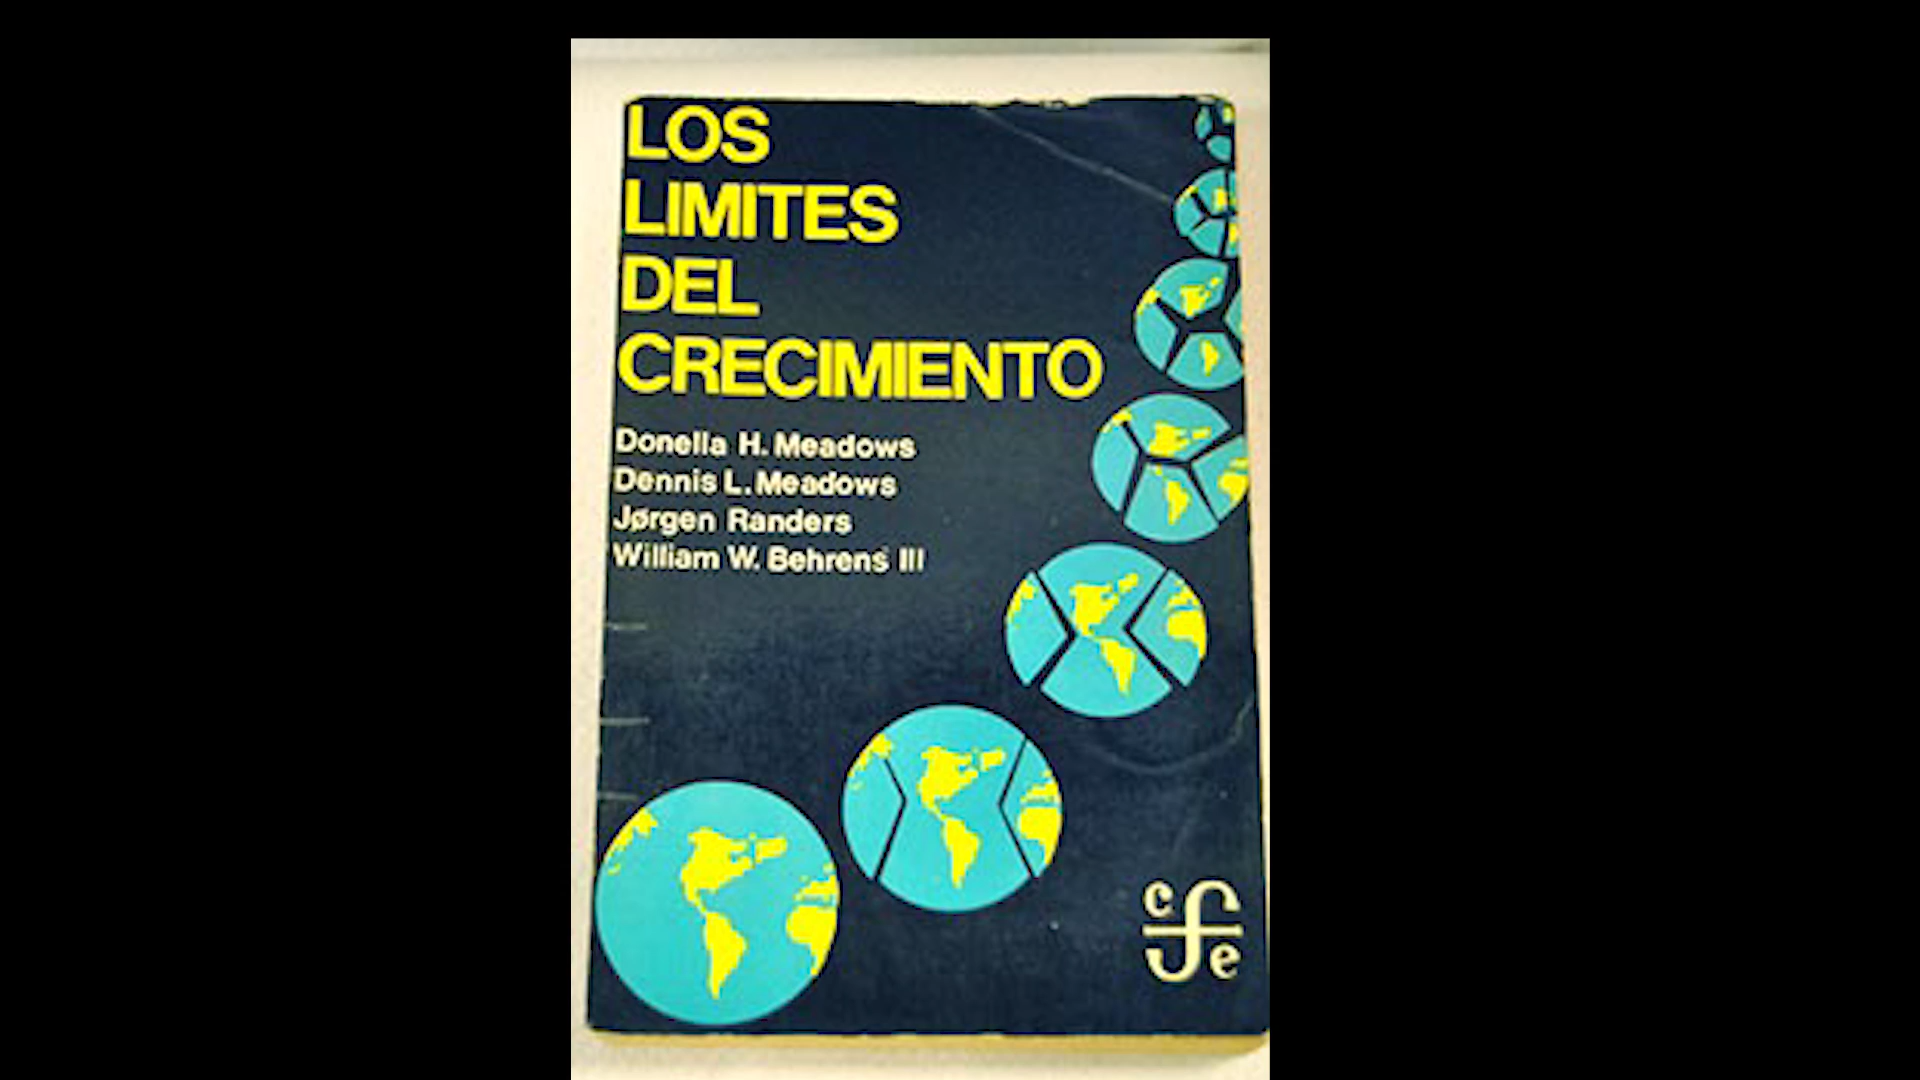 LOS
LIMITES
DEL
CRECIMIENTO
Donella H. Meadows
Dennis L. Meadows
Jørgen Randers
William W. Behrens III
cfe